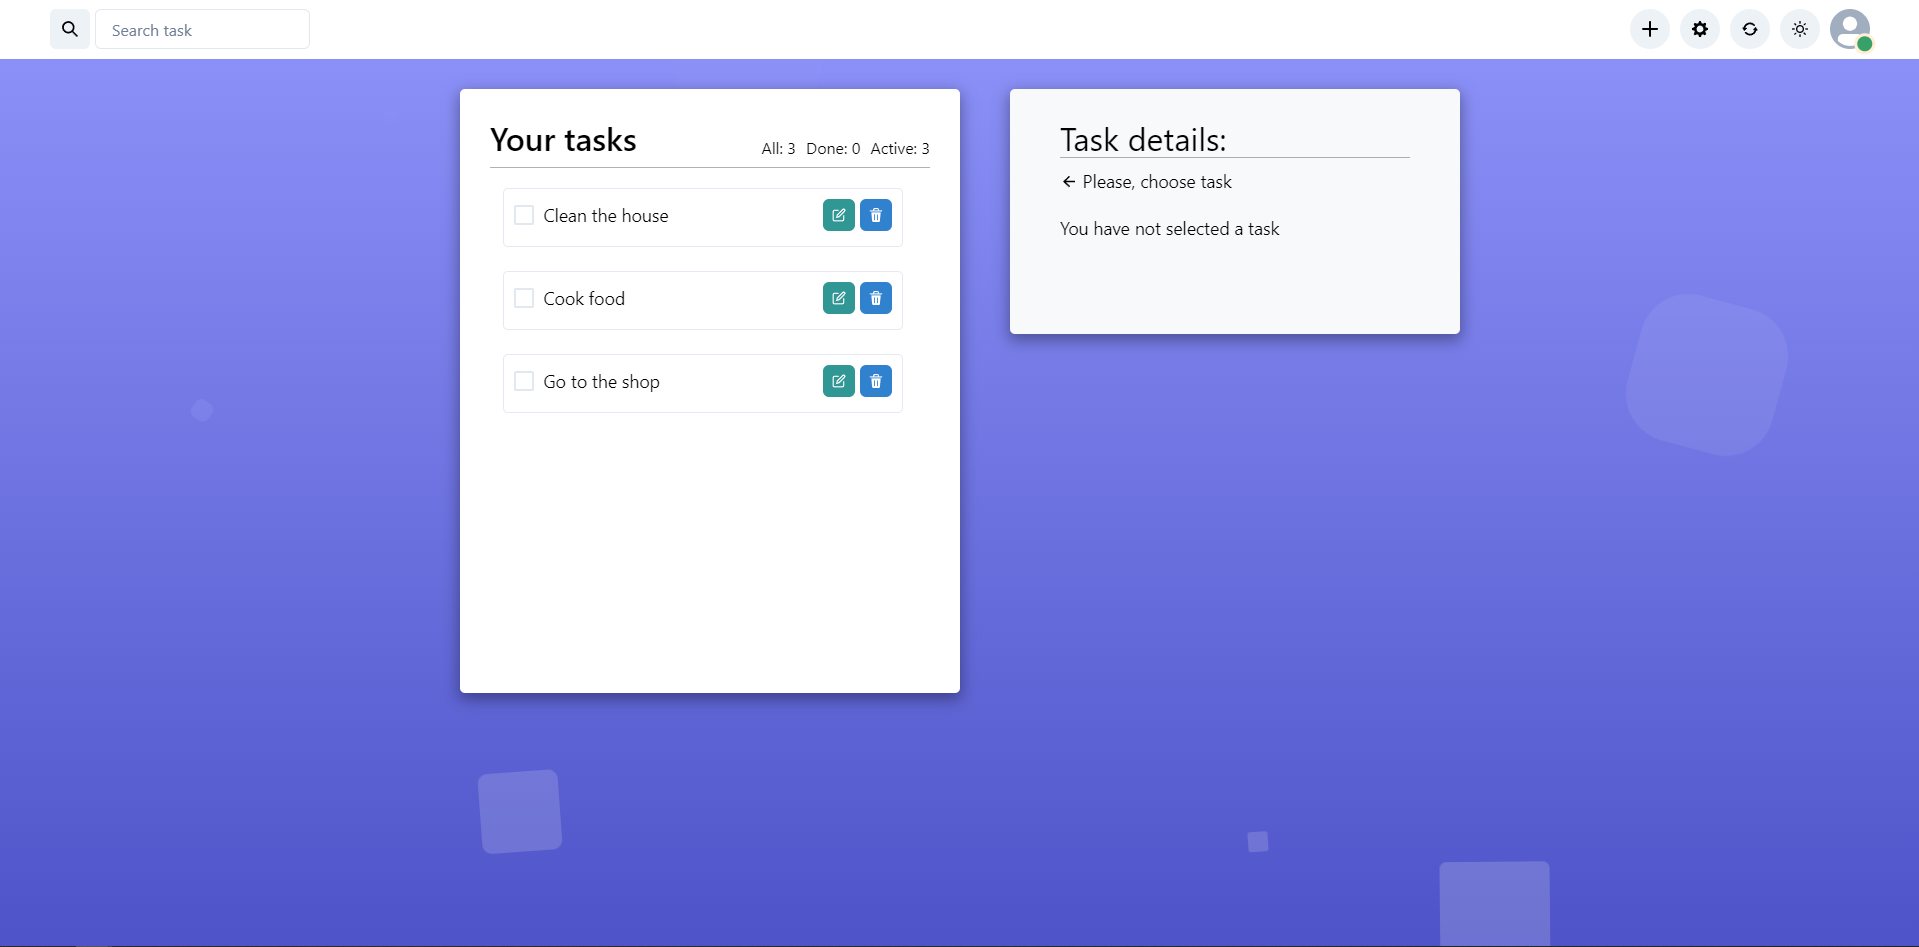 Search task
Your tasks
All: 3 Done: 0 Active: 3
Clean the house
Cook food
Go to the shop
Task details:
← Please, choose task
You have not selected a task